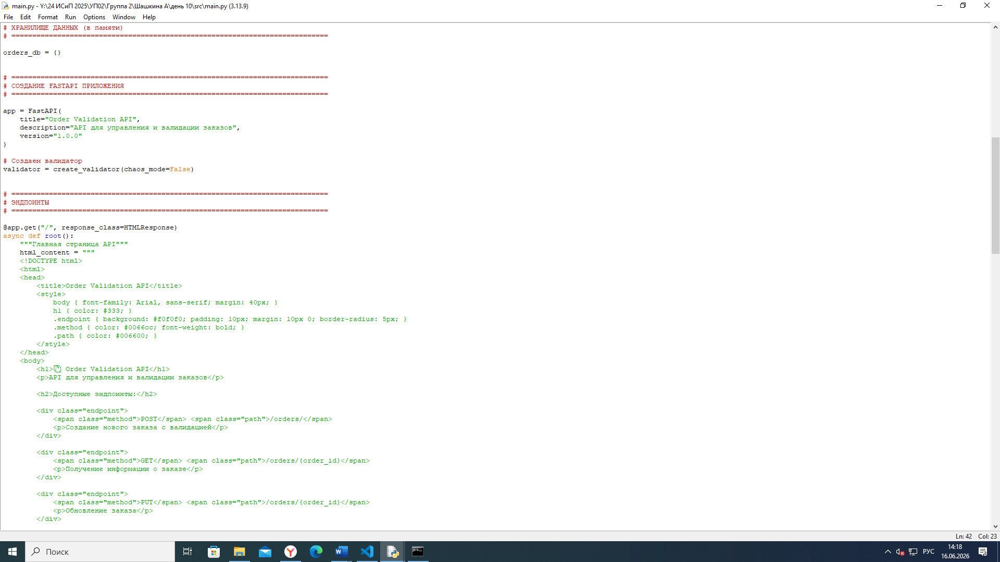 main.py - Y:\24 ИСиП 2025\УП02\Группа 2\Шашкина А\день 10\src\main.py (3.13.9)
File Edit Format Run Options Window Help
# ХРАНИЛИЩЕ ДАННЫХ (в памяти)
# ============================================================================
orders_db = {}
# ============================================================================
# СОЗДАНИЕ FASTAPI ПРИЛОЖЕНИЯ
# ============================================================================
app = FastAPI(
    title="Order Validation API",
    description="API для управления и валидации заказов",
    version="1.0.0"
)
# Создаем валидатор
validator = create_validator(chaos_mode=False)
# ============================================================================
# ЭНДПОИНТЫ
# ============================================================================
@app.get("/", response_class=HTMLResponse)
async def root():
    """Главная страница API"""
    html_content = """
    <!DOCTYPE html>
    <html>
    <head>
        <title>Order Validation API</title>
        <style>
            body { font-family: Arial, sans-serif; margin: 40px; }
            h1 { color: #333; }
            .endpoint { background: #f0f0f0; padding: 10px; margin: 10px 0; border-radius: 5px; }
            .method { color: #0066cc; font-weight: bold; }
            .path { color: #006600; }
        </style>
    </head>
    <body>
        <h1> Order Validation API</h1>
        <p>API для управления и валидации заказов</p>
        <h2>Доступные эндпоинты:</h2>
        <div class="endpoint">
            <span class="method">POST</span> <span class="path">/orders/</span>
            <p>Создание нового заказа с валидацией</p>
        </div>
        <div class="endpoint">
            <span class="method">GET</span> <span class="path">/orders/{order_id}</span>
            <p>Получение информации о заказе</p>
        </div>
        <div class="endpoint">
            <span class="method">PUT</span> <span class="path">/orders/{order_id}</span>
            <p>Обновление заказа</p>
        </div>
Ln: 42 Col: 23
Поиск
РУС
14:18
16.06.2026